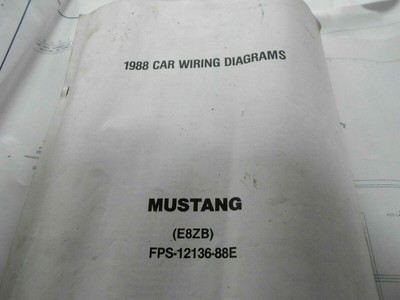 1988 CAR WIRING DIAGRAMS
MUSTANG
(E8ZB)
FPS-12136-88E